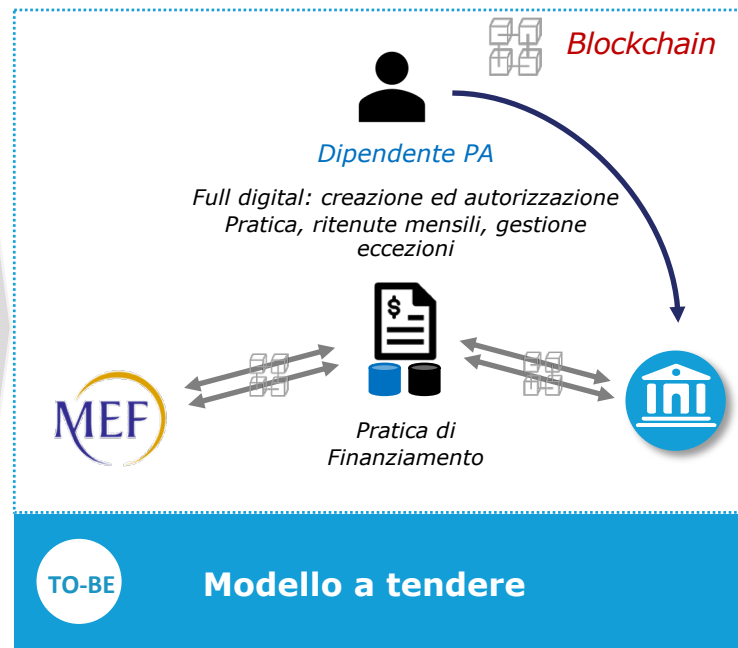 Blockchain
Dipendente PA
Full digital: creazione ed autorizzazione
Pratica, ritenute mensili, gestione
eccezioni
$
MEF
Pratica di
Finanziamento
TO-BE
Modello a tendere